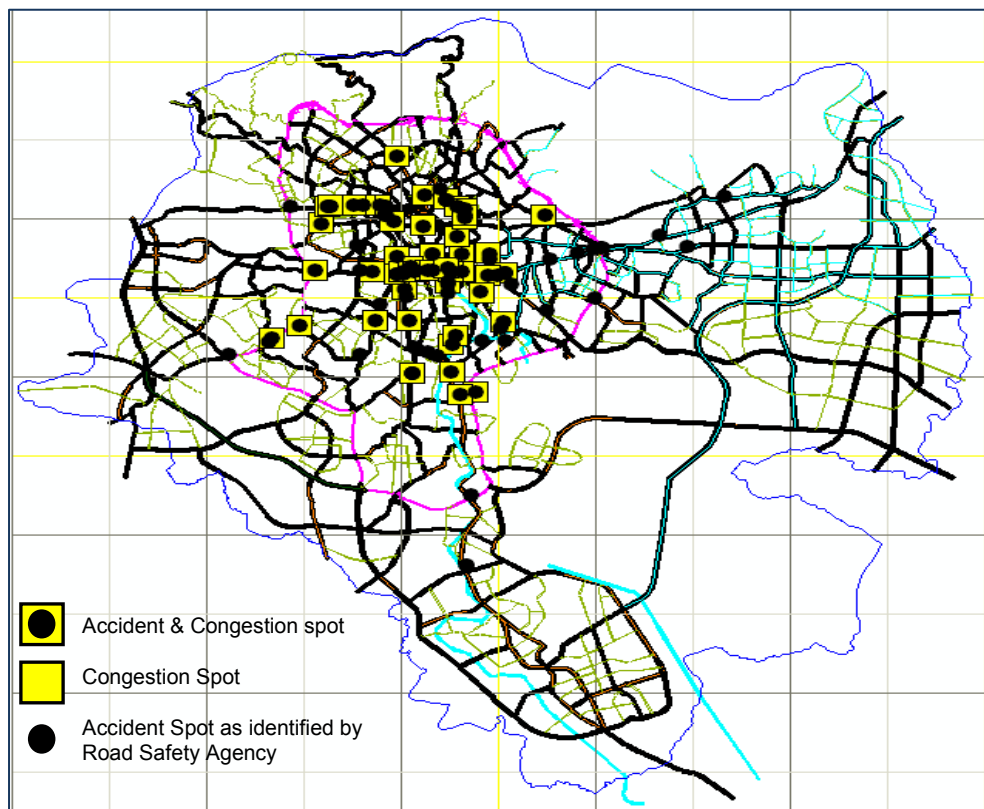 Accident & Congestion spot
Congestion Spot
Accident Spot as identified by
Road Safety Agency